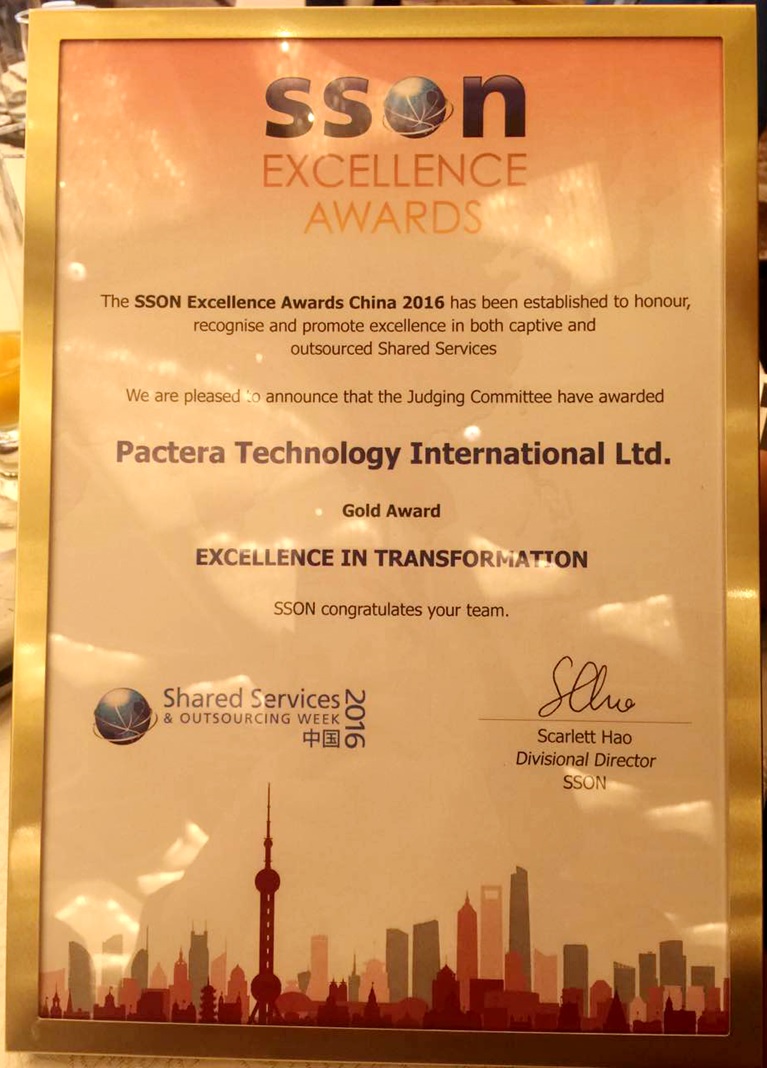 sson
EXCELLENCE
AWARDS
The SSON Excellence Awards China 2016 has been established to honour,
recognise and promote excellence in both captive and
outsourced Shared Services
We are pleased to announce that the Judging Committee have awarded
Pactera Technology International Ltd.
Gold Award
EXCELLENCE IN TRANSFORMATION
SSON congratulates your team.
Shared Services
& OUTSOURCING WEEK
中国
2016
Scarlett Hao
Divisional Director
SSON